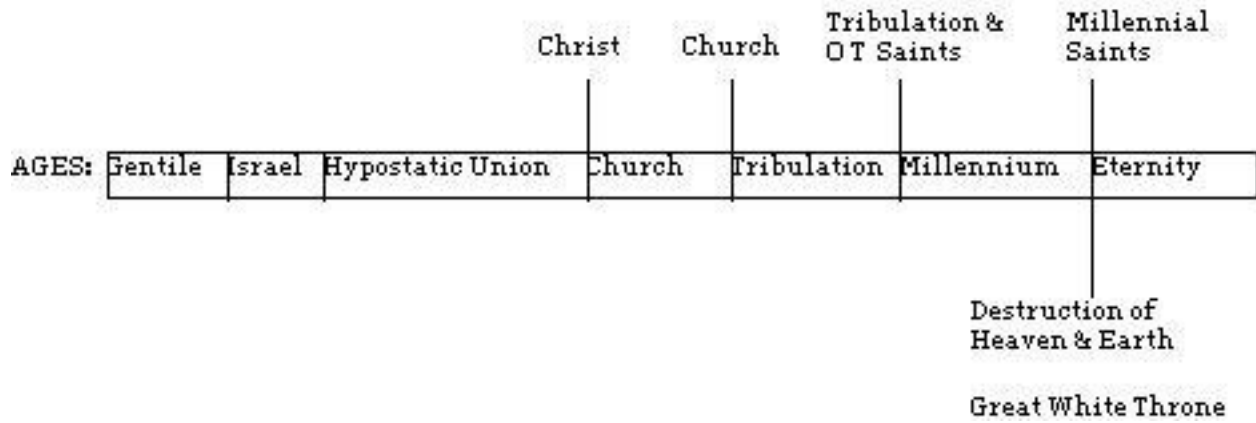 Christ
Church
Tribulation &
O T Saints
Millennial
Saints
AGES: Gentile Israel Hypostatic Union Church Tribulation Millennium Eternity
Destruction of
Heaven & Earth
Great White Throne